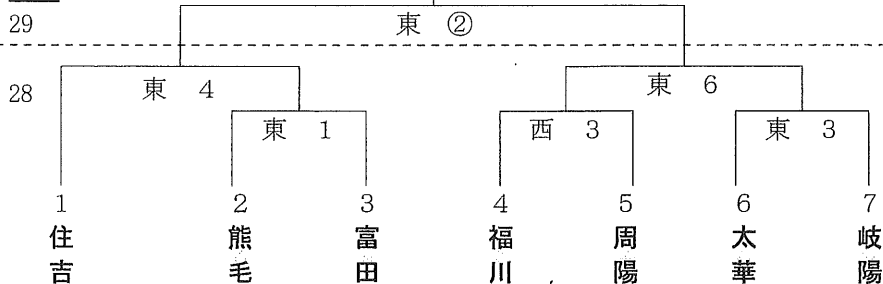 29 東 ②
28 東 4 東 6
東 1 西 3 東 3
1 2 3 4 5 6 7
住吉 熊毛 富田 福川 周陽 太華 岐陽